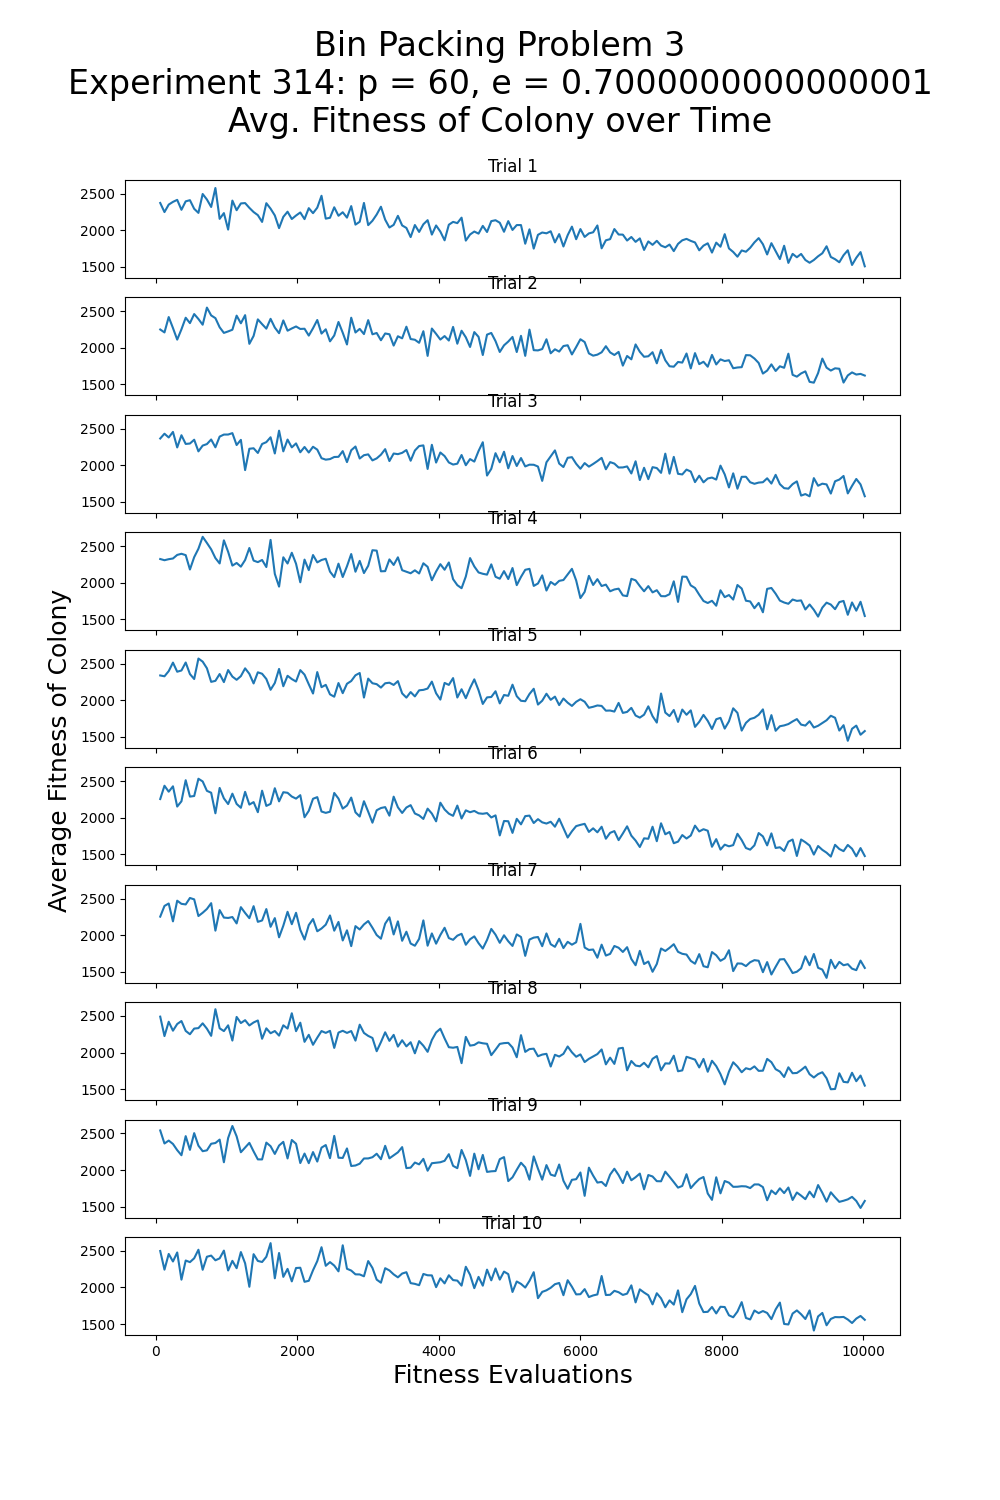 Bin Packing Problem 3
Experiment 314: p = 60, e = 0.7000000000000001
Avg. Fitness of Colony over Time
Trial 1
2500
2000
1500
Trial 2
2500
2000
1500
Trial 3
2500
2000
1500
Trial 4
2500
2000
1500
Trial 5
2500
2000
1500
Trial 6
2500
2000
1500
Trial 7
2500
2000
1500
Trial 8
2500
2000
1500
Trial 9
2500
2000
1500
Trial 10
2500
2000
1500
0 2000 4000 6000 8000 10000
Fitness Evaluations
Average Fitness of Colony